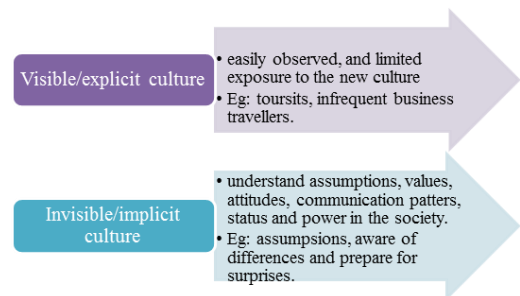 Visible/explicit culture
• easily observed, and limited
exposure to the new culture
• Eg: toursits, infrequent business
travellers.
Invisible/implicit
culture
• understand assumptions, values,
attitudes, communication patters,
status and power in the society.
• Eg: assumpsions, aware of
differences and prepare for
surprises.